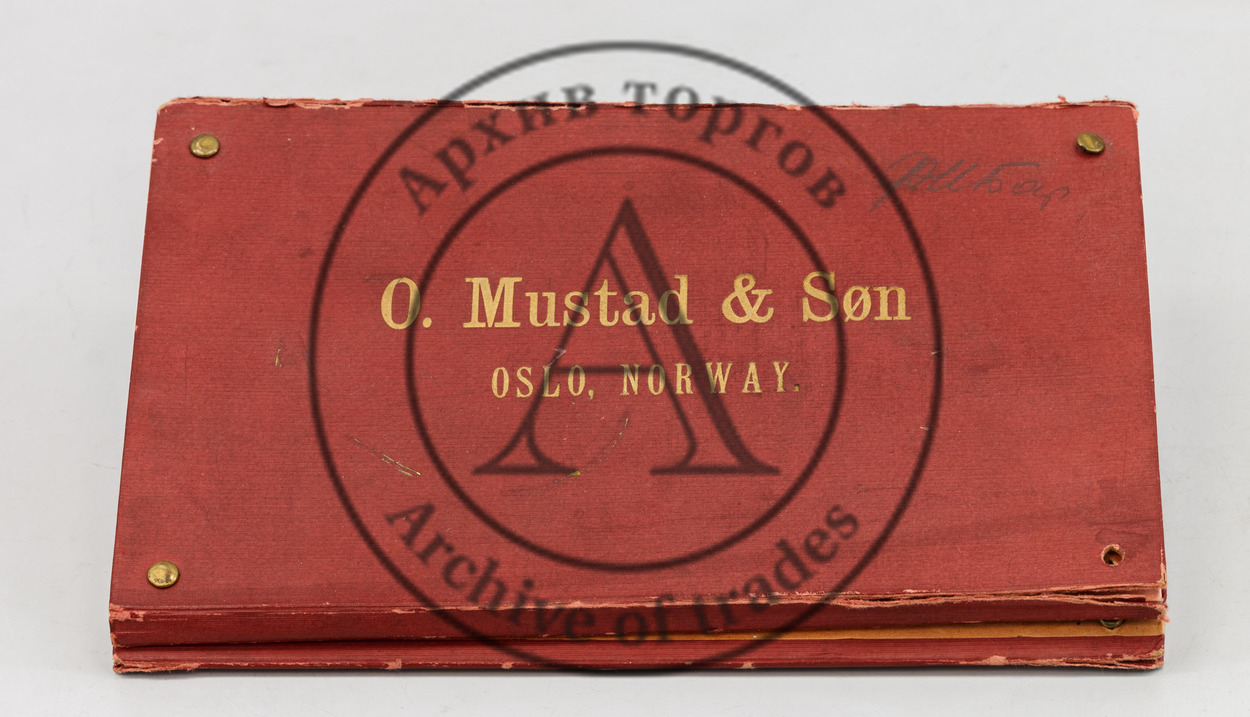 Архив торгов
O. Mustad & Søn
OSLO, NORWAY.
A
Archive of trades